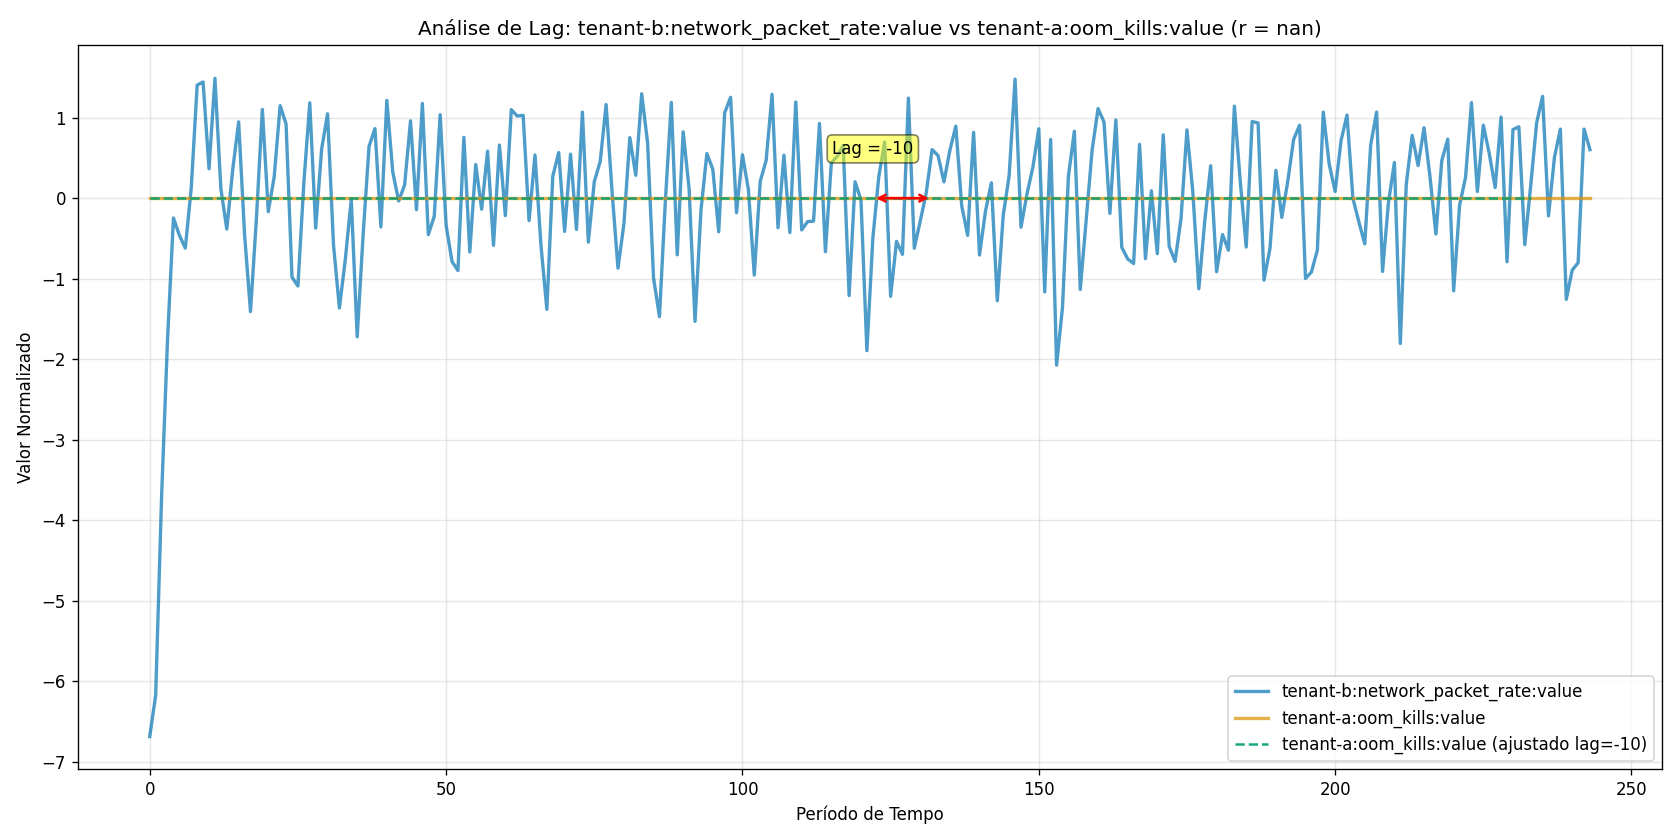 Análise de Lag: tenant-b:network_packet_rate:value vs tenant-a:oom_kills:value (r = nan)
Valor Normalizado
1
0
−1
−2
−3
−4
−5
−6
−7
Lag = -10
tenant-b:network_packet_rate:value
tenant-a:oom_kills:value
tenant-a:oom_kills:value (ajustado lag=-10)
0 50 100 150 200 250
Período de Tempo